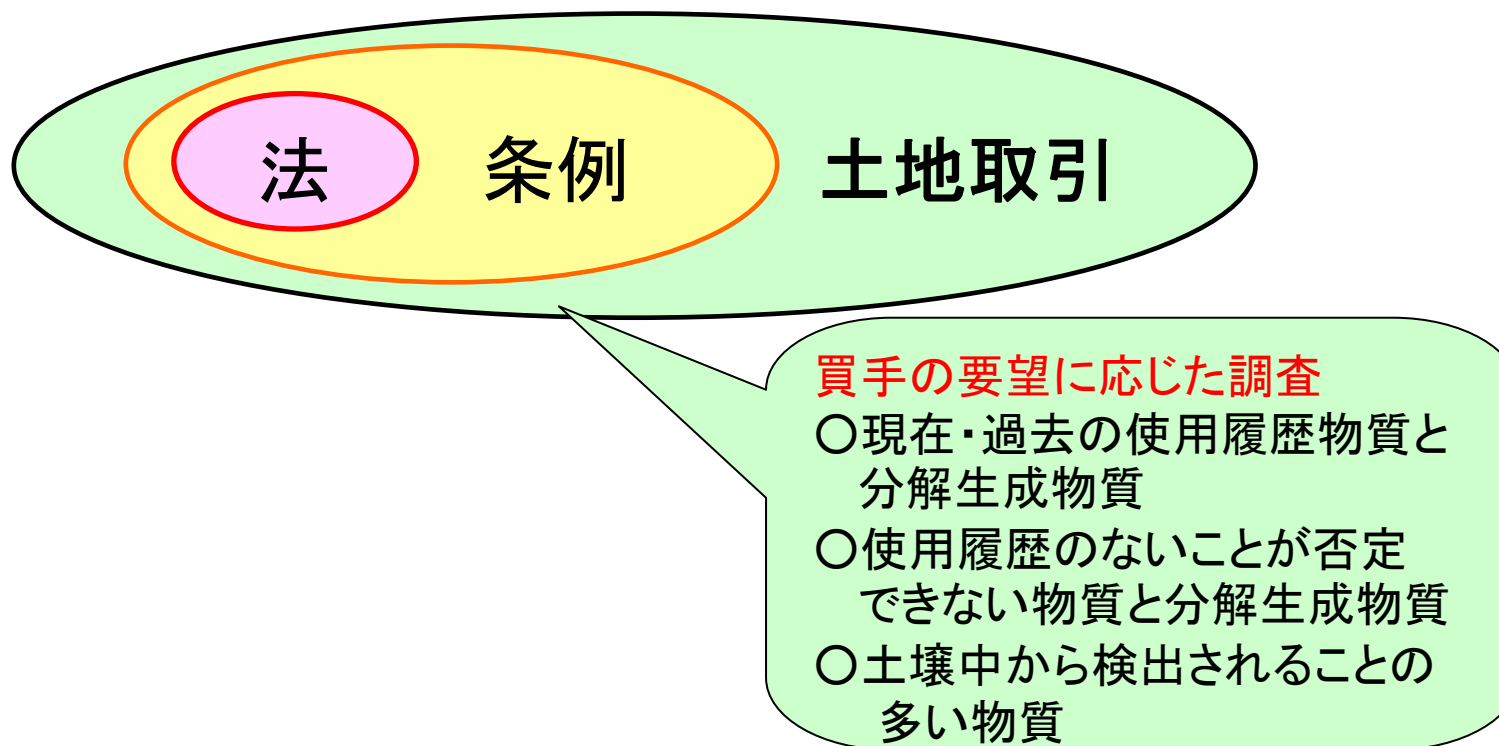 法 条例 土地取引
買手の要望に応じた調査
〇現在・過去の使用履歴物質と
分解生成物質
〇使用履歴のないことが否定
できない物質と分解生成物質
〇土壌中から検出されることの
多い物質